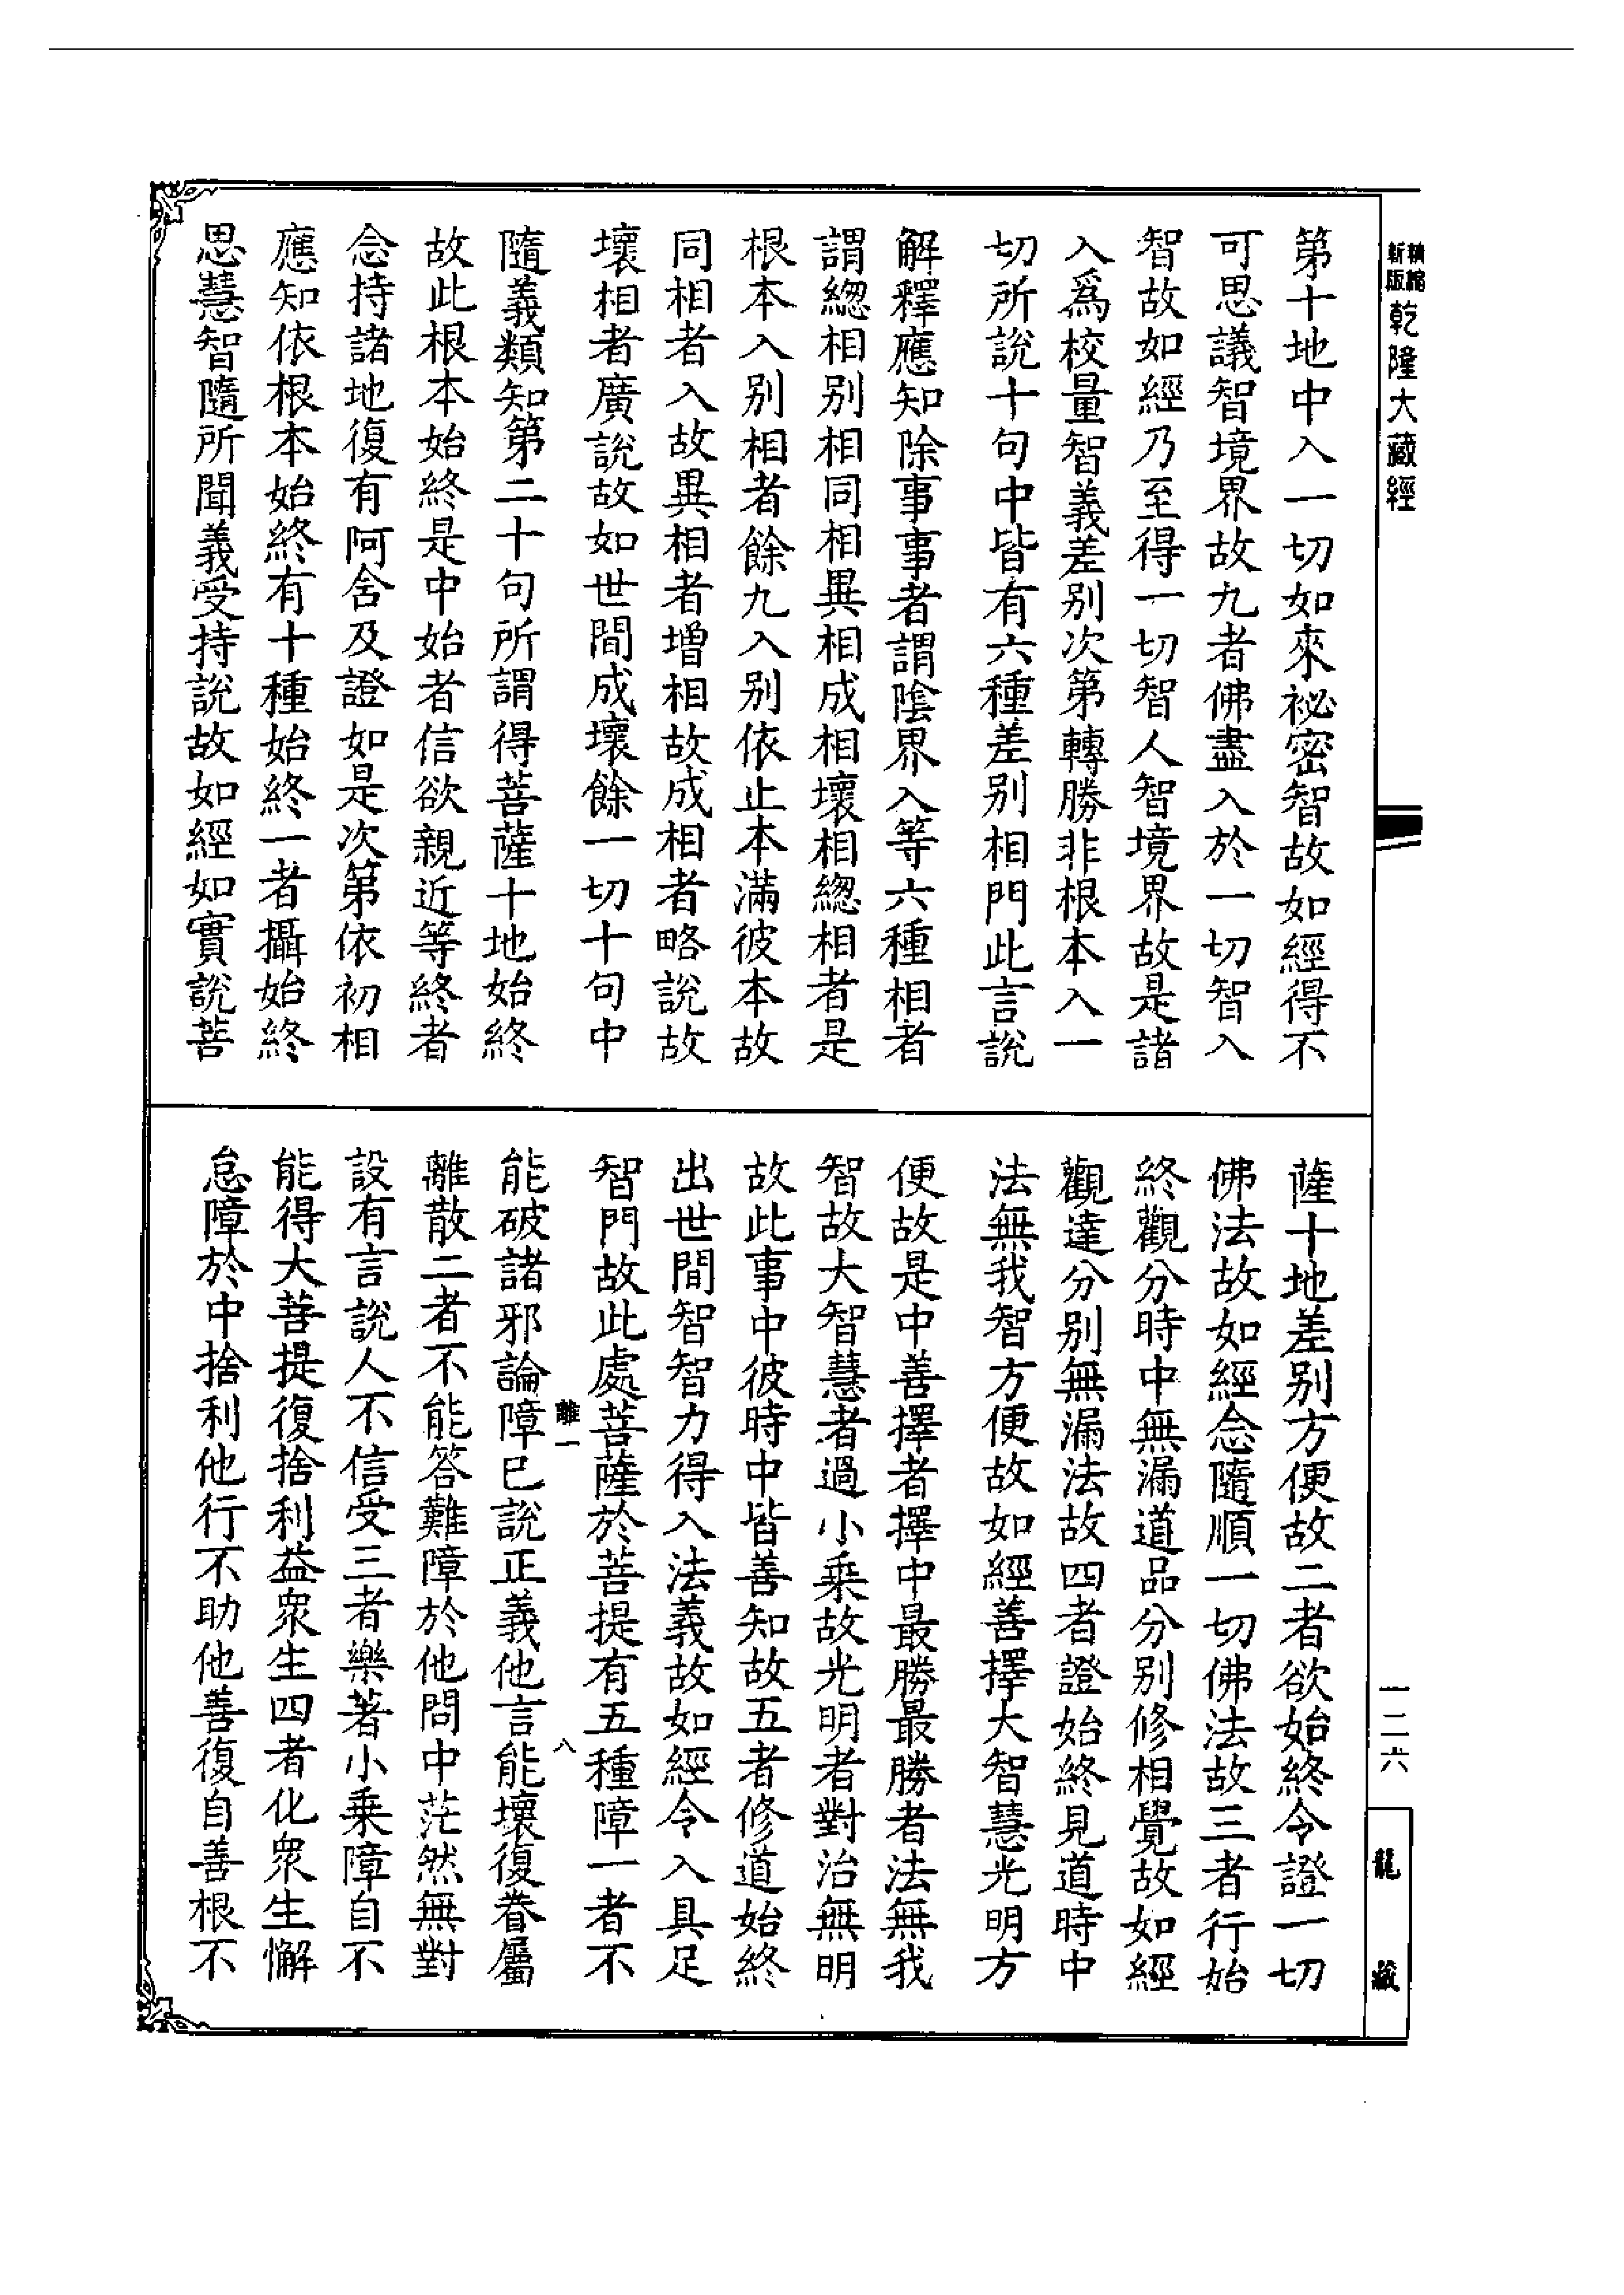 精縮新版乾隆大藏經
第十地中入一切如來祕密智故如經得不
可思議智境界故九者佛盡入於一切智入
智故如經乃至得一切智人智境界故是諸
入爲校量智義差別次第轉勝非根本入一
切所說十句中皆有六種差別相門此言說
解釋應知除事事者謂陰界入等六種相者
謂總相別相同相異相成相壞相總相者是
根本入別相者餘九入別依止本滿彼本故
同相者入故異相者增相故成相者略說故
壞相者廣說故如世間成壞餘一切十句中
隨義類知第二十句所謂得菩薩十地始終
故此根本始終是中始者信欲親近等終者
念持諸地復有阿含及證如是次第依初相
應知依根本始終有十種始終一者攝始終
思慧智隨所聞義受持說故如經如實說菩
薩十地差別方便故二者欲始終令證一切
佛法故如經念隨順一切佛法故三者行始
終觀分時中無漏道品分別修相覺故如經
觀達分別無漏法故四者證始終見道時中
法無我智方便故如經善擇大智慧光明方
便故是中善擇者擇中最勝最勝者法無我
智故大智慧者過小乘故光明者對治無明
故此事中彼時中皆善知故五者修道始終
出世間智智力得入法義故如經令入具足
智門故此處菩薩於菩提有五種障一者不
離一 八
能破諸邪論障已說正義他言能壞復眷屬
離散二者不能答難障於他問中茫然無對
設有言說人不信受三者樂著小乘障自不
能得大菩提復捨利益眾生四者化眾生懈
怠障於中捨利他行不助他善復自善根不
一二六
龍藏